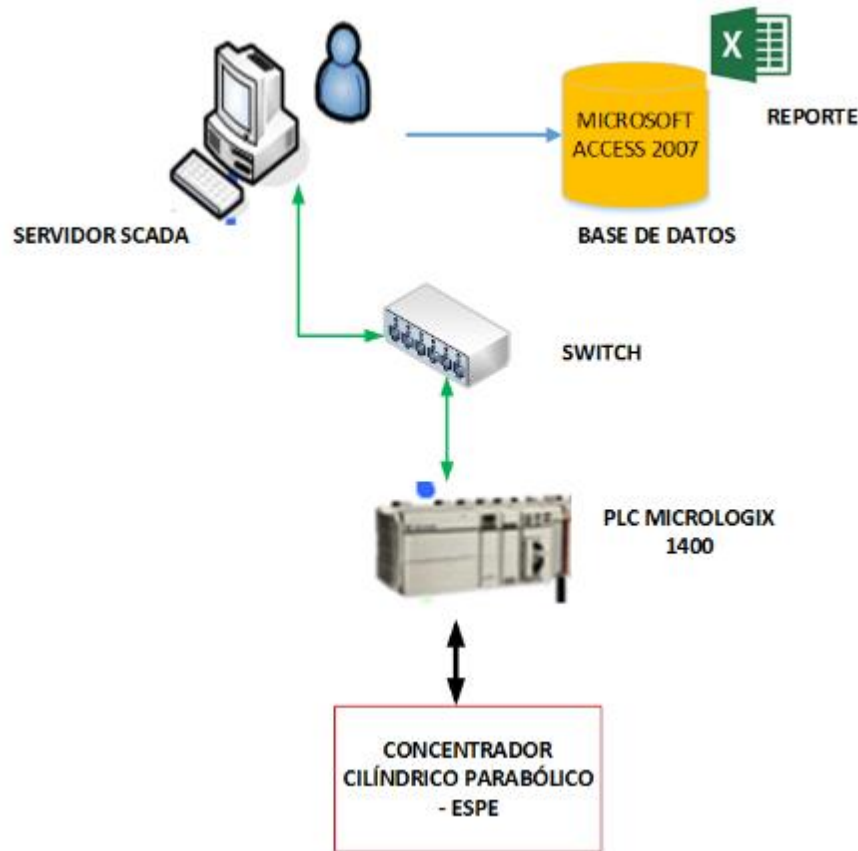 X
REPORTE
MICROSOFT
ACCESS 2007
SERVIDOR SCADA
BASE DE DATOS
SWITCH
PLC MICROLOGIX
1400
CONCENTRADOR
CILÍNDRICO PARABÓLICO
- ESPE